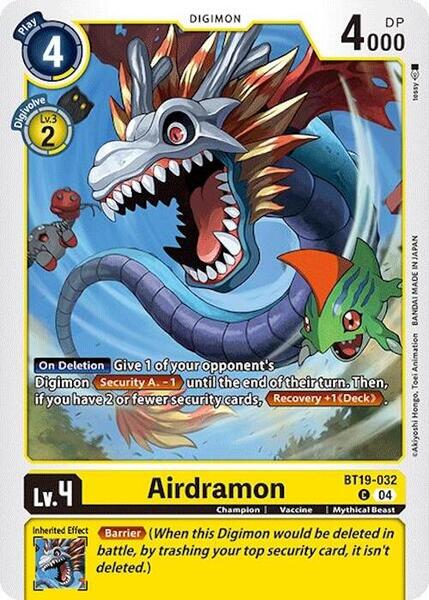 DIGIMON
Play
4
4000
DP
Digivolve
Lv.3
2
tossy
©Akiyoshi Hongo, Toei Animation BANDAI MADE IN JAPAN
On Deletion Give 1 of your opponent's
Digimon Security A. -1 until the end of their turn. Then,
if you have 2 or fewer security cards, Recovery +1《Deck》.
BT19-032
Lv.4
Airdramon
C 04
Champion | Vaccine | Mythical Beast
Inherited Effect
Barrier (When this Digimon would be deleted in
battle, by trashing your top security card, it isn't
deleted.)